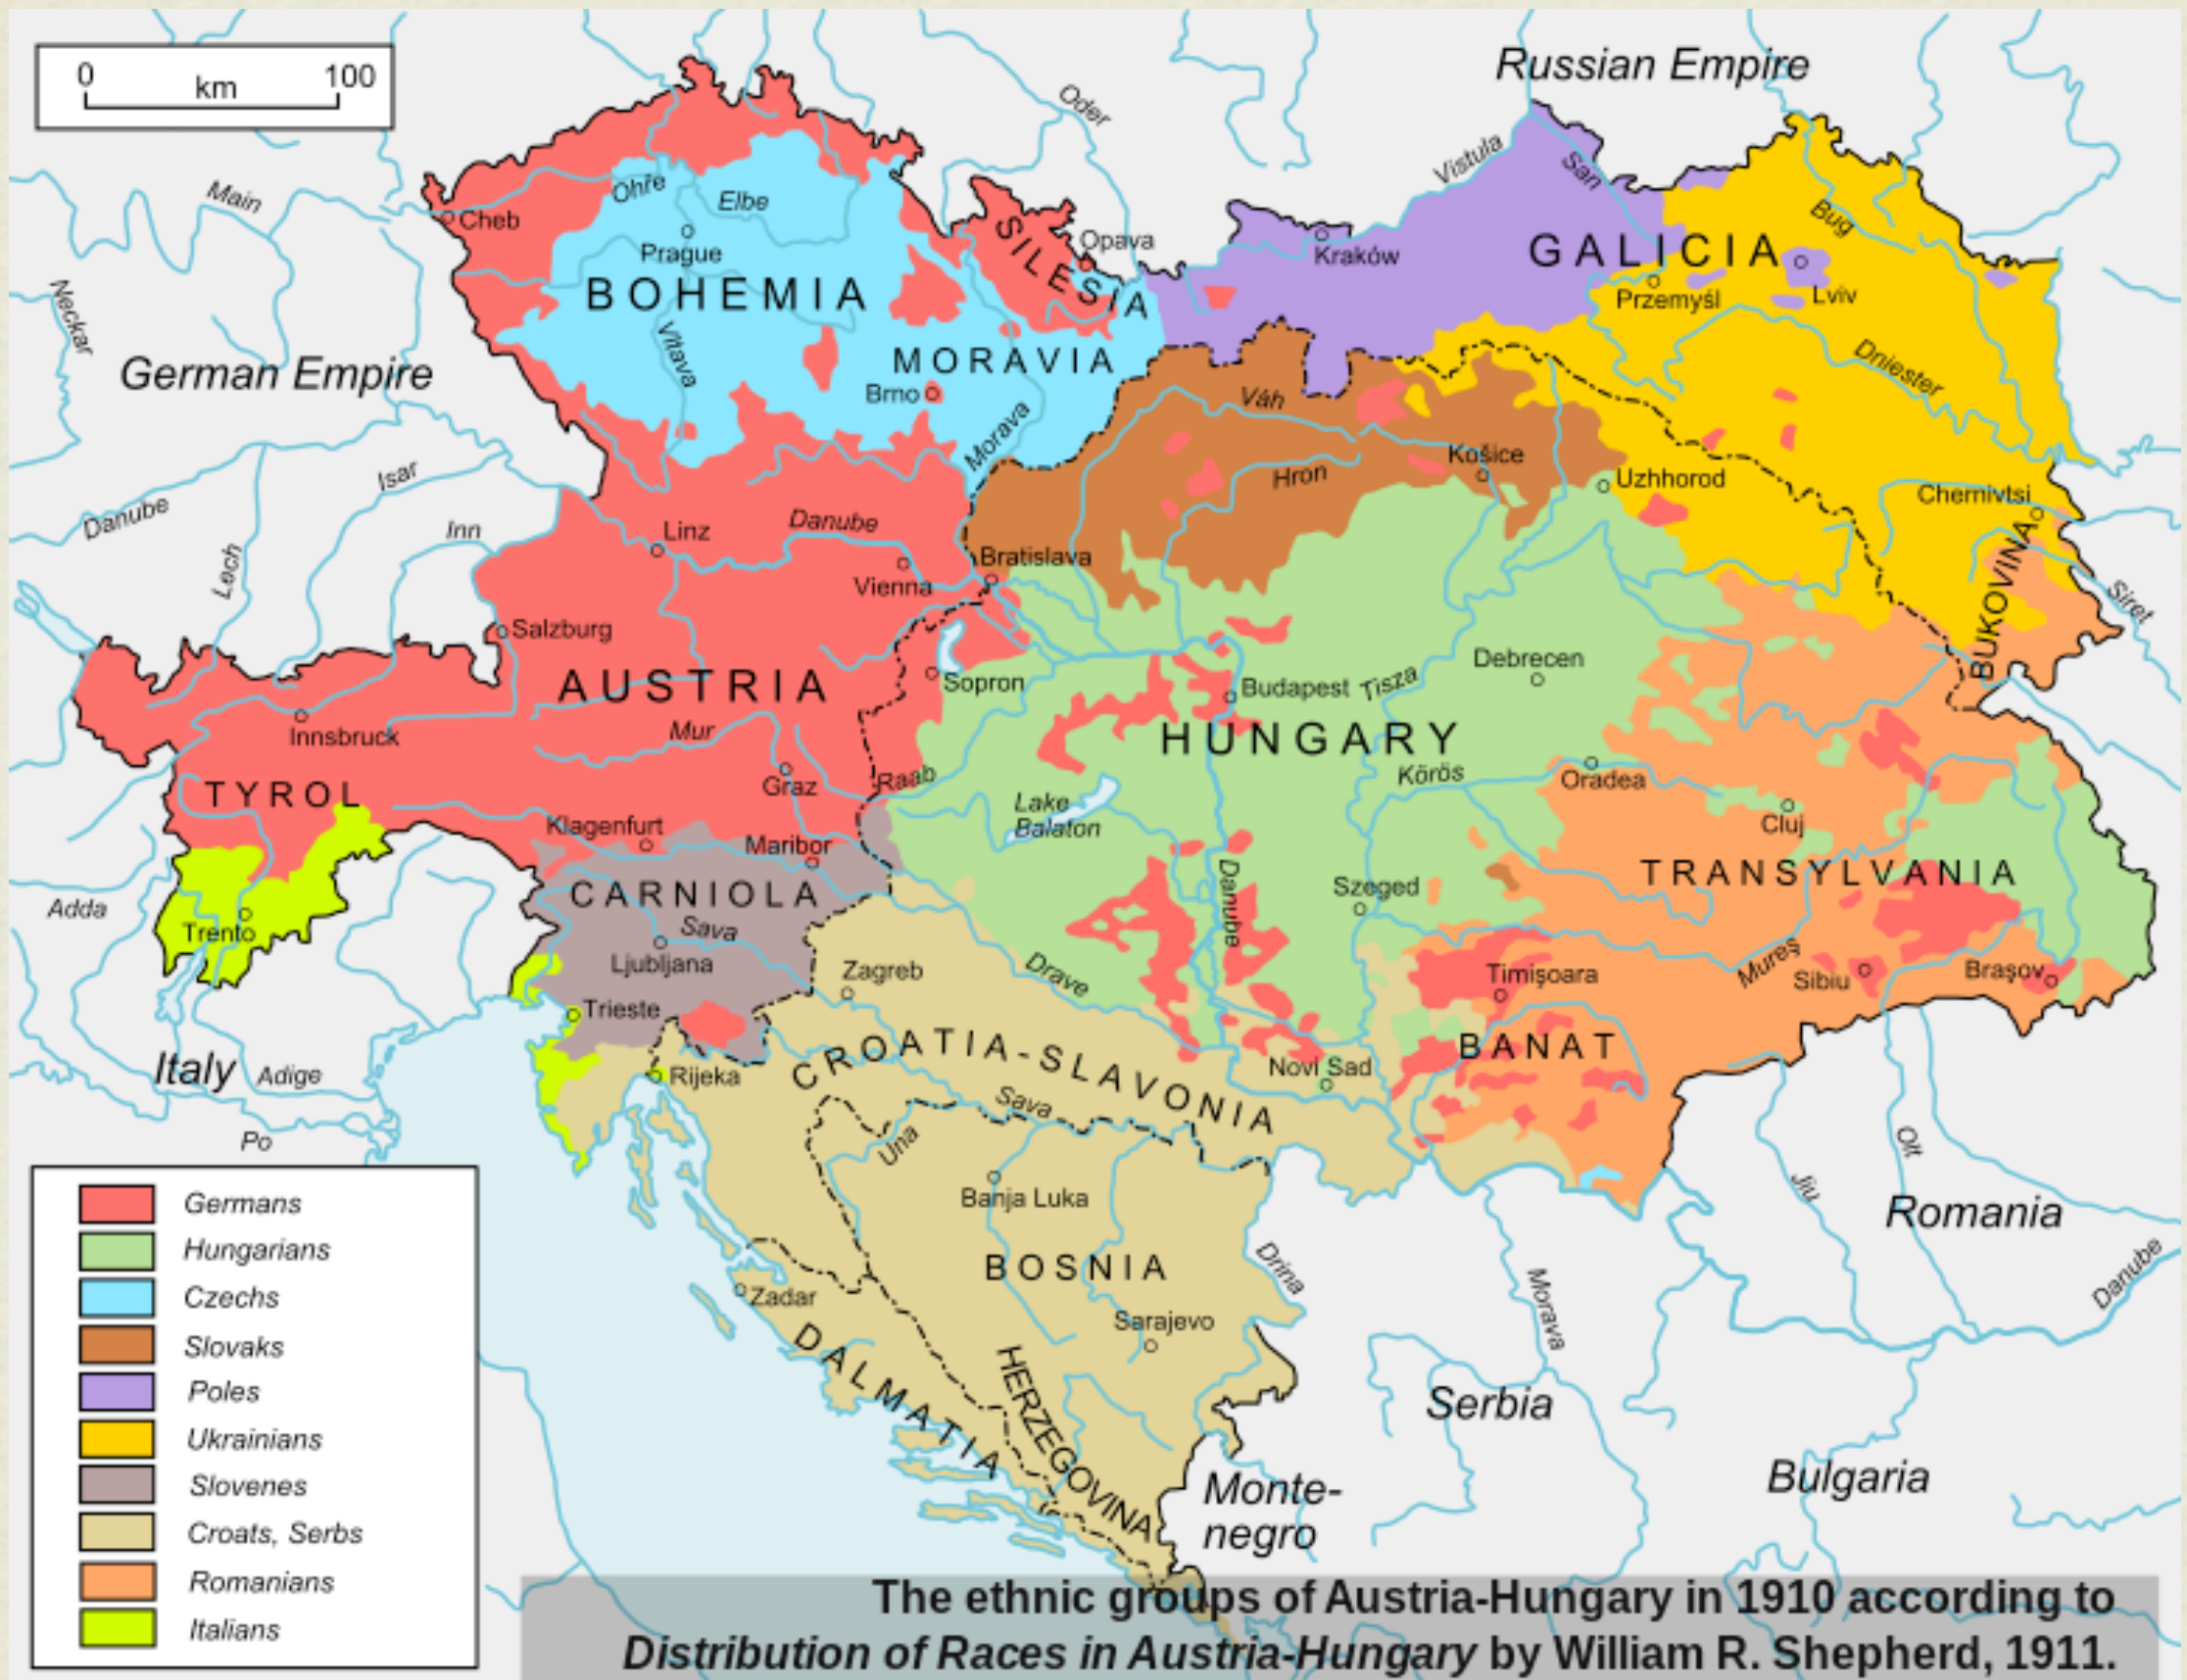 0 100
km
Russian Empire
Oder
Vistula
San
Main
Ohře
Elbe
Cheb
Bug
SILESIA
Opava
Prague
Kraków
GALICIA
BOHEMIA
Przemyśl
Lviv
Neckar
Vltava
MORAVIA
German Empire
Dniester
Brno
Váh
Morava
Košice
Isar
Hron
Uzhhorod
Chernivtsi
Danube
Linz
Danube
Inn
Bratislava
Lech
Vienna
BUKOVINA
Siret
Salzburg
Debrecen
AUSTRIA
Sopron
Budapest
Tisza
Innsbruck
Mur
HUNGARY
Raab
Körös
Oradea
TYROL
Graz
Lake
Balaton
Klagenfurt
Maribor
Cluj
TRANSYLVANIA
Danube
Szeged
CARNIOLA
Adda
Trento
Sava
Ljubljana
Zagreb
Drave
Timişoara
Mureş
Sibiu
Braşov
Trieste
BANAT
Italy
Adige
Rijeka
CROATIA-SLAVONIA
Novi Sad
Sava
Po
Una
Olt
Jiu
Banja Luka
Romania
BOSNIA
Drina
Danube
Zadar
Morava
Sarajevo
DALMATIA
HERZEGOVINA
Serbia
Monte-
negro
Bulgaria
Germans
Hungarians
Czechs
Slovaks
Poles
Ukrainians
Slovenes
Croats, Serbs
Romanians
Italians
The ethnic groups of Austria-Hungary in 1910 according to
Distribution of Races in Austria-Hungary by William R. Shepherd, 1911.